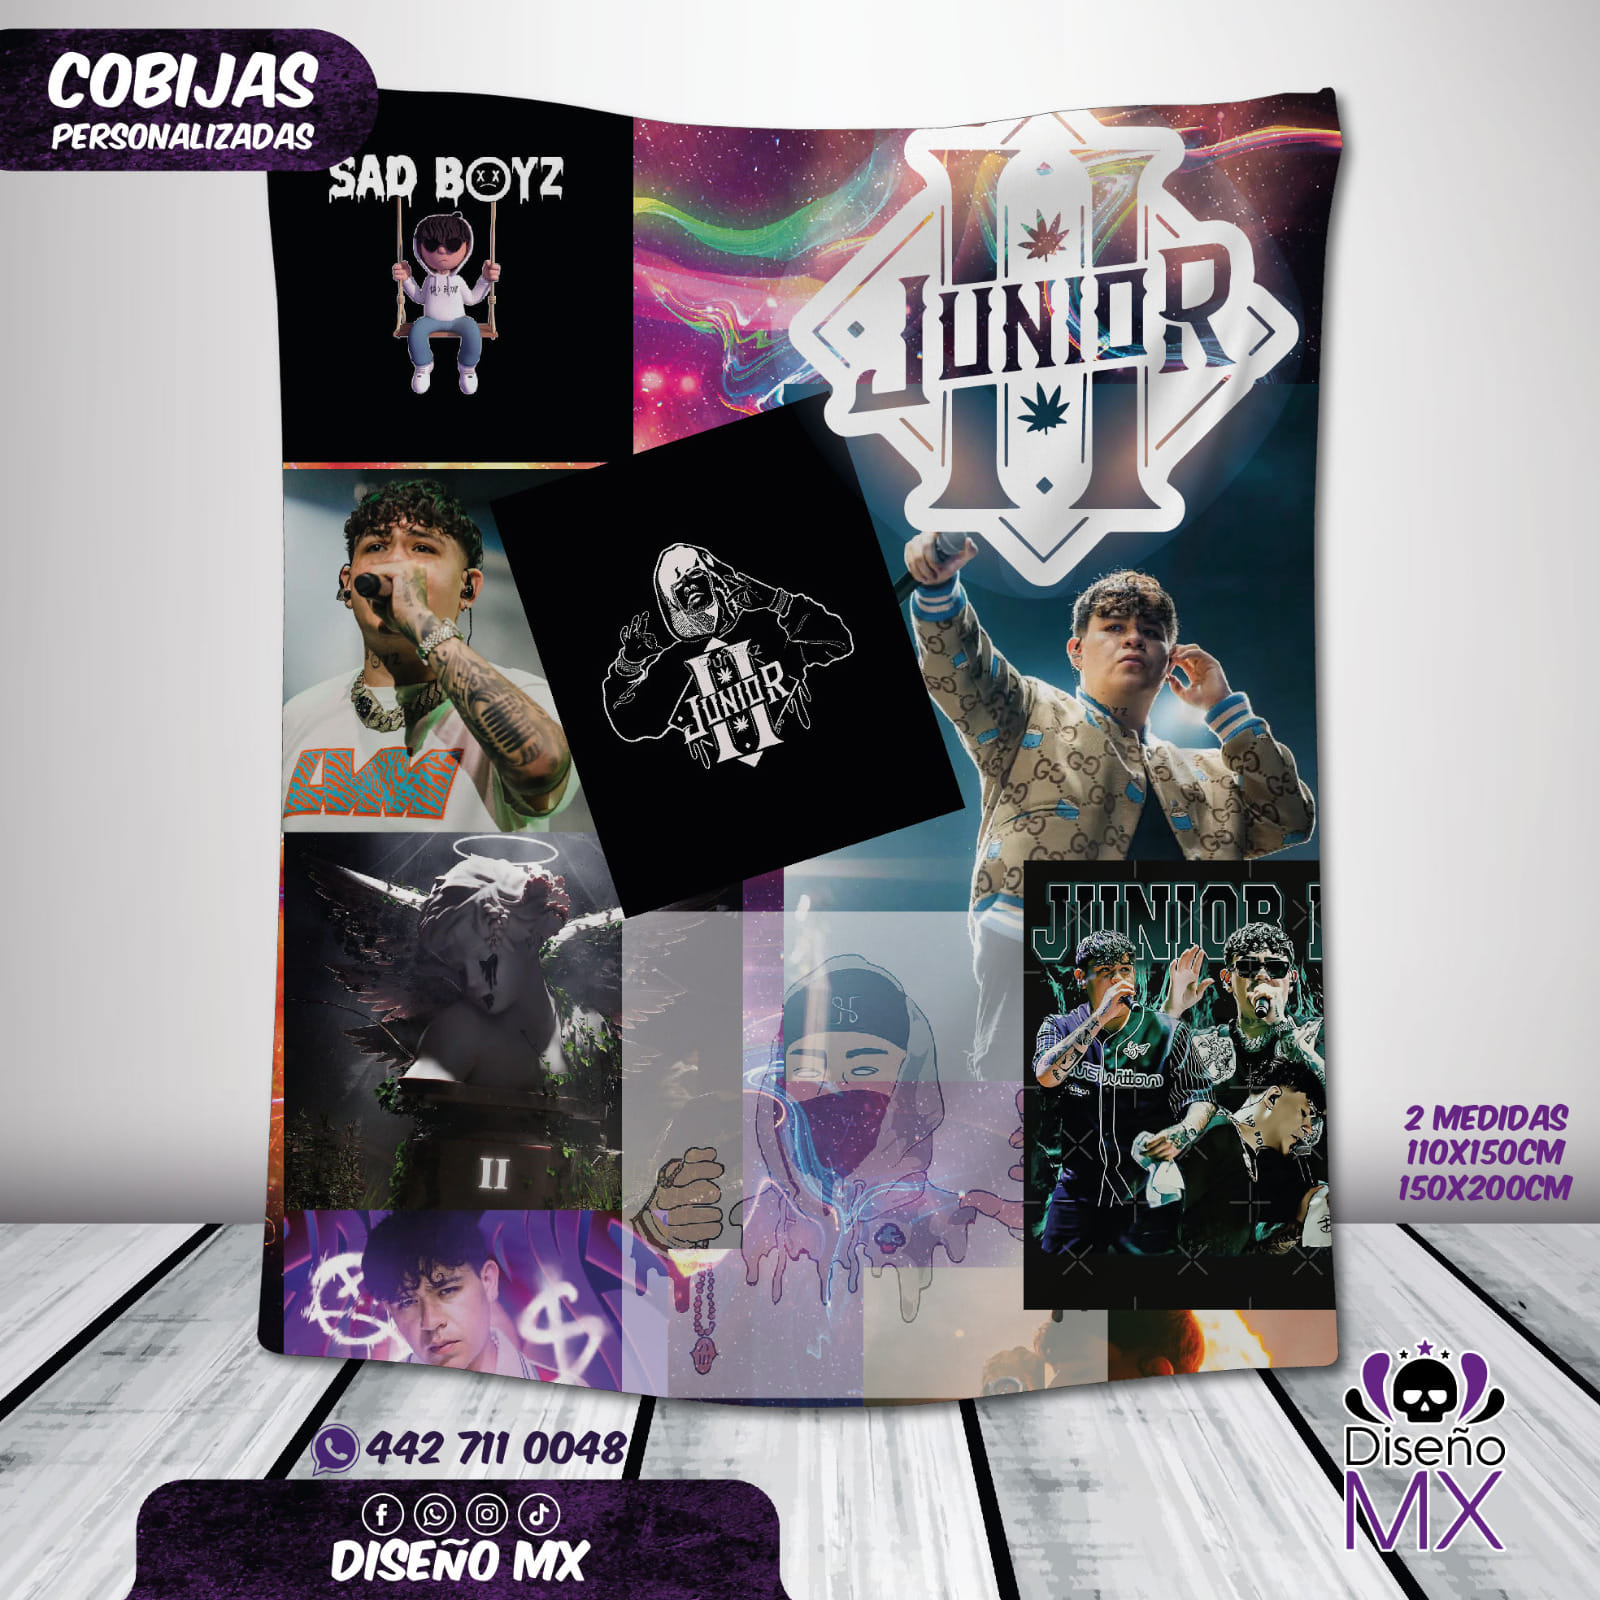 COBIJAS
PERSONALIZADAS
SAD BOYZ
JUNIOR
H
JUNIOR
H
JUNIOR
II
2 MEDIDAS
110X150CM
150X200CM
442 711 0048
DISEÑO MX
Diseño
MX